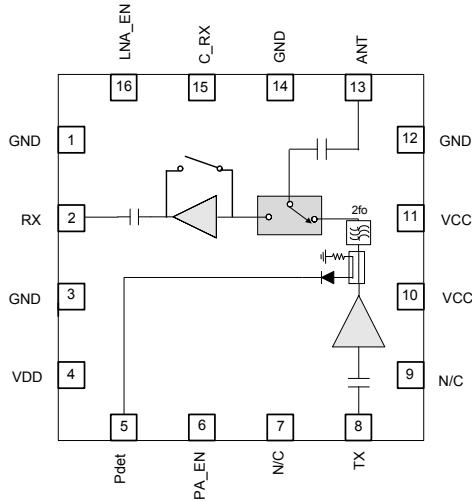 LNA_EN
C_RX
GND
ANT
16
15
14
13
GND
1
12
GND
2fo
RX
2
11
VCC
GND
3
10
VCC
VDD
4
9
N/C
5
6
7
8
Pdet
PA_EN
N/C
TX